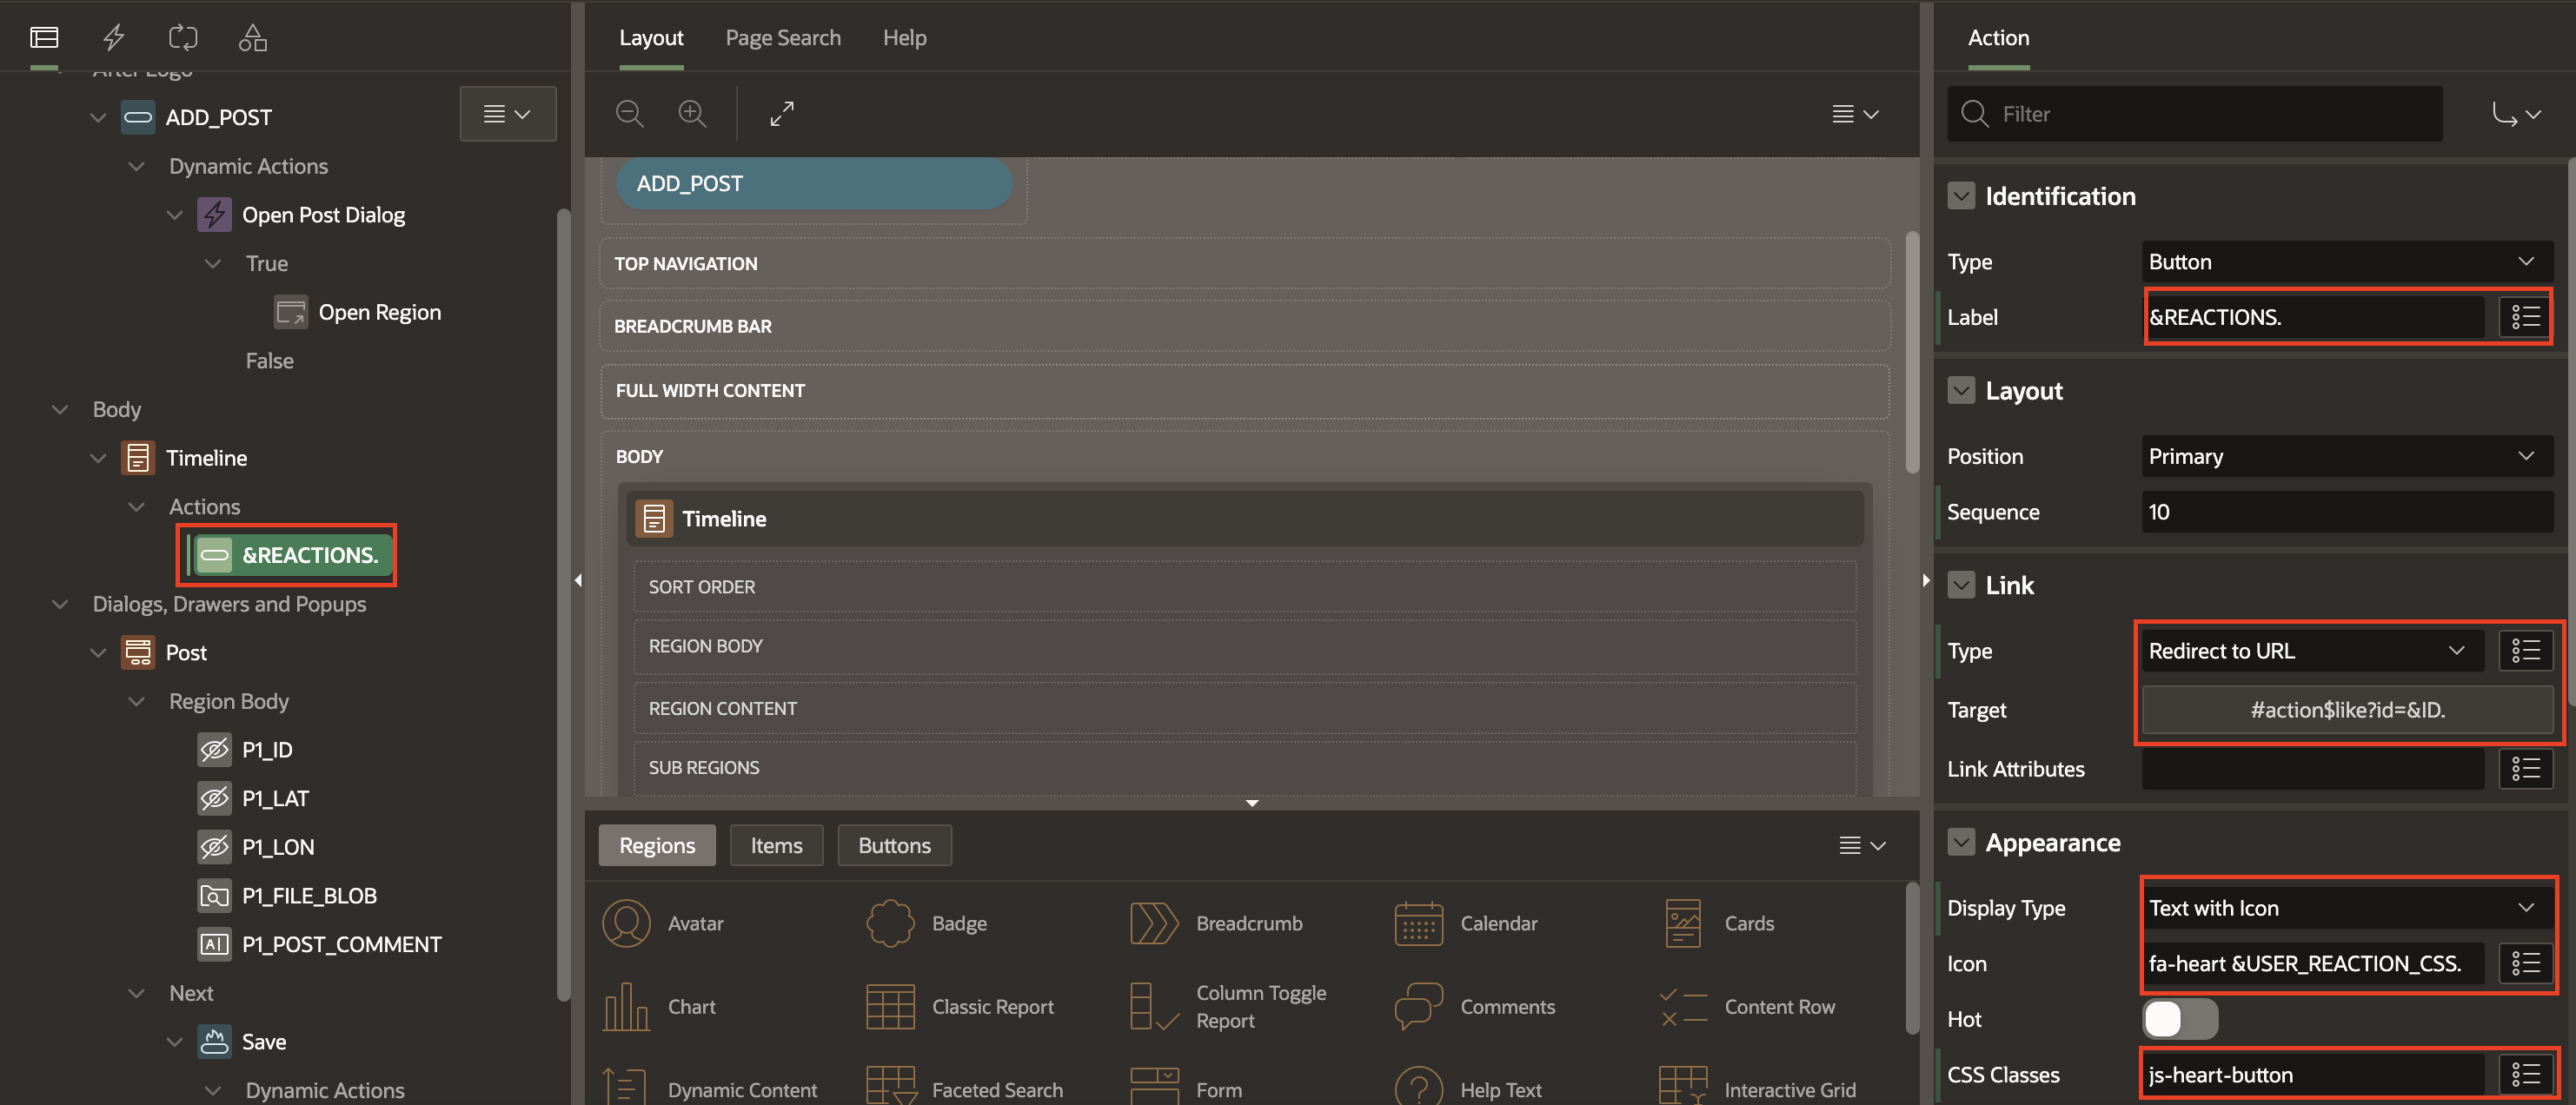 After Logo
ADD_POST
Dynamic Actions
Open Post Dialog
True
Open Region
False
Body
Timeline
Actions
&REACTIONS.
Dialogs, Drawers and Popups
Post
Region Body
P1_ID
P1_LAT
P1_LON
P1_FILE_BLOB
AI P1_POST_COMMENT
Next
Save
Dynamic Actions
Layout Page Search Help
ADD_POST
TOP NAVIGATION
BREADCRUMB BAR
FULL WIDTH CONTENT
BODY
Timeline
SORT ORDER
REGION BODY
REGION CONTENT
SUB REGIONS
Regions Items Buttons
Avatar Badge Breadcrumb Calendar Cards
Chart Classic Report Column Toggle Report Comments Content Row
Dynamic Content Faceted Search Form Help Text Interactive Grid
Action
Filter
Identification
Type Button
Label &REACTIONS.
Layout
Position Primary
Sequence 10
Link
Type Redirect to URL
Target #action$like?id=&ID.
Link Attributes
Appearance
Display Type Text with Icon
Icon fa-heart &USER_REACTION_CSS.
Hot
CSS Classes js-heart-button